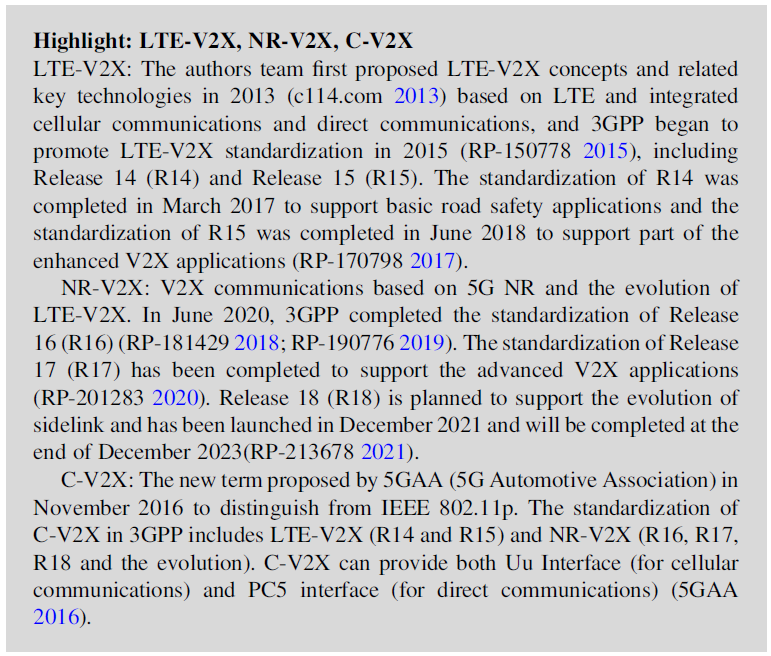 Highlight: LTE-V2X, NR-V2X, C-V2X
LTE-V2X: The authors team first proposed LTE-V2X concepts and related
key technologies in 2013 (c114.com 2013) based on LTE and integrated
cellular communications and direct communications, and 3GPP began to
promote LTE-V2X standardization in 2015 (RP-150778 2015), including
Release 14 (R14) and Release 15 (R15). The standardization of R14 was
completed in March 2017 to support basic road safety applications and the
standardization of R15 was completed in June 2018 to support part of the
enhanced V2X applications (RP-170798 2017).
NR-V2X: V2X communications based on 5G NR and the evolution of
LTE-V2X. In June 2020, 3GPP completed the standardization of Release
16 (R16) (RP-181429 2018; RP-190776 2019). The standardization of Release
17 (R17) has been completed to support the advanced V2X applications
(RP-201283 2020). Release 18 (R18) is planned to support the evolution of
sidelink and has been launched in December 2021 and will be completed at the
end of December 2023(RP-213678 2021).
C-V2X: The new term proposed by 5GAA (5G Automotive Association) in
November 2016 to distinguish from IEEE 802.11p. The standardization of
C-V2X in 3GPP includes LTE-V2X (R14 and R15) and NR-V2X (R16, R17,
R18 and the evolution). C-V2X can provide both Uu Interface (for cellular
communications) and PC5 interface (for direct communications) (5GAA
2016).